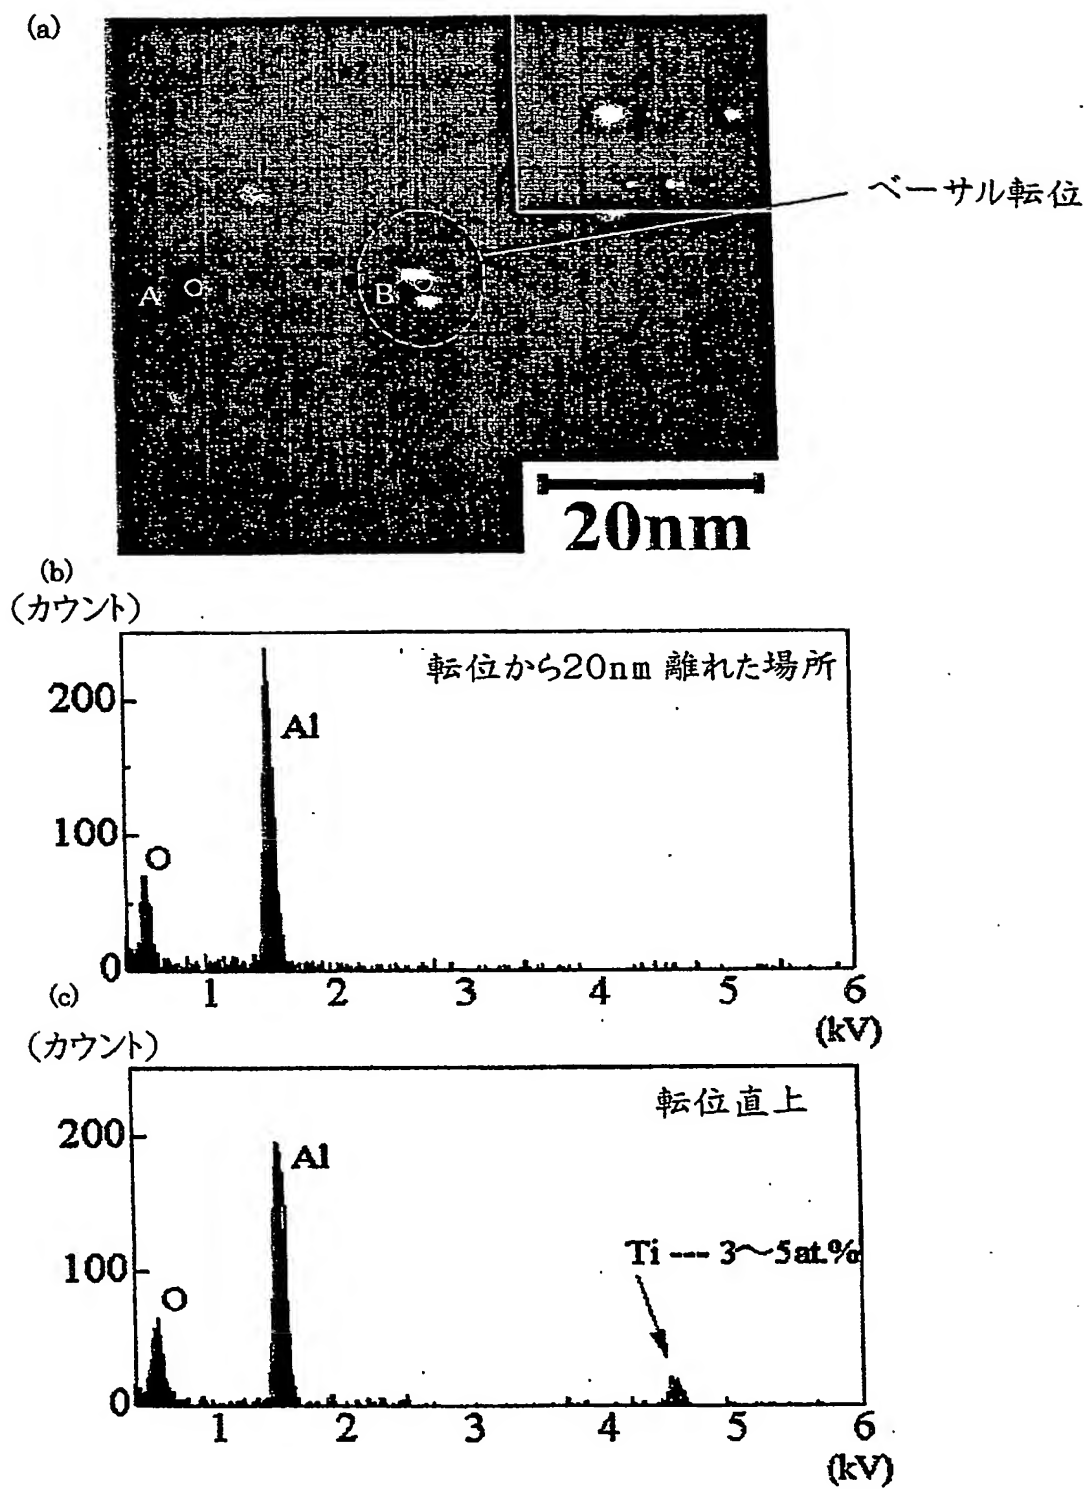 (a)
ベーサル転位
A
B
20nm
(b)
(カウント)
転位から20nm 離れた場所
200
Al
100
O
0
1 2 3 4 5 6
(kV)
(c)
(カウント)
転位直上
200
Al
Ti --- 3〜5at.%
100
O
0
1 2 3 4 5 6
(kV)